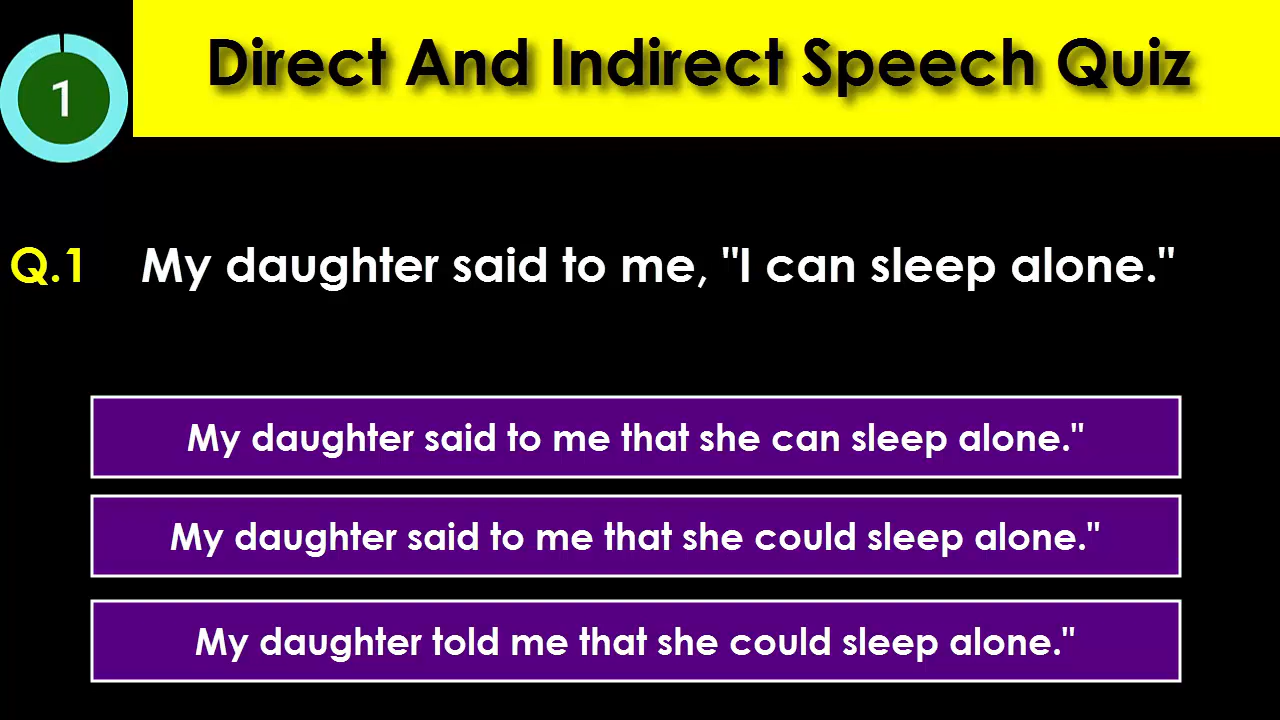 1
Direct And Indirect Speech Quiz
Q.1 My daughter said to me, "I can sleep alone."
My daughter said to me that she can sleep alone."
My daughter said to me that she could sleep alone."
My daughter told me that she could sleep alone."